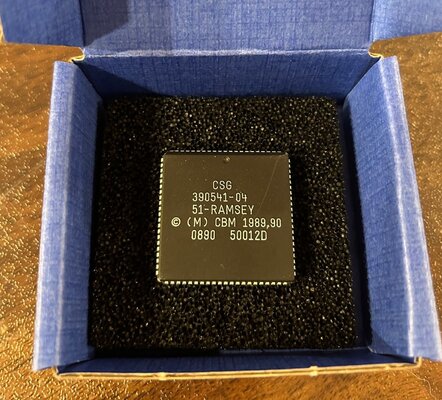 CSG
390541-04
51-RAMSEY
© (M) CBM 1989,90
0890 50012D